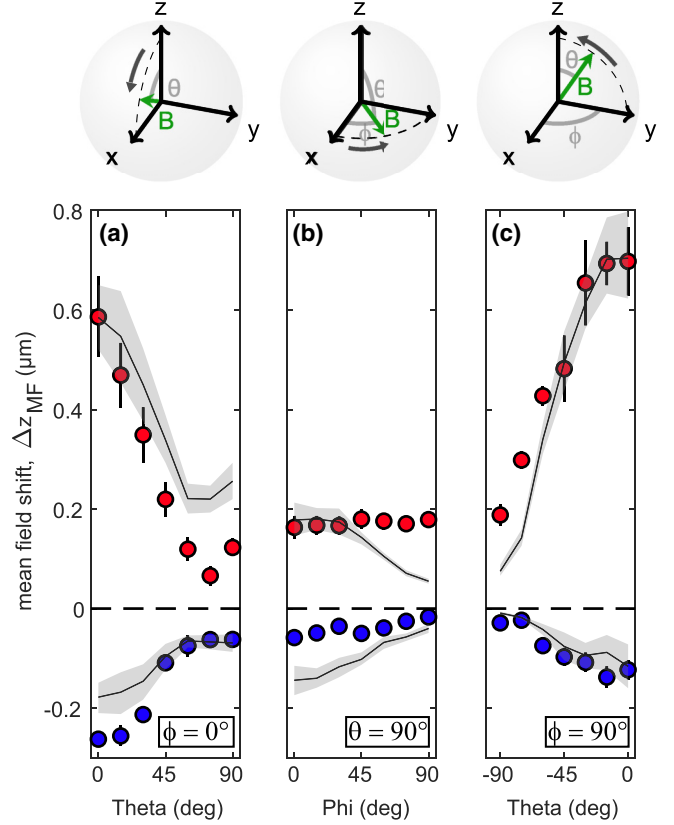 z z z
θ θ θ
B B B
y y y
ϕ ϕ
x x x
(a) (b) (c)
0.8
0.6
0.4
0.2
0
-0.2
mean field shift, Δz_MF (μm)
ϕ = 0° θ = 90° ϕ = 90°
0 45 90 0 45 90 -90 -45 0
Theta (deg) Phi (deg) Theta (deg)